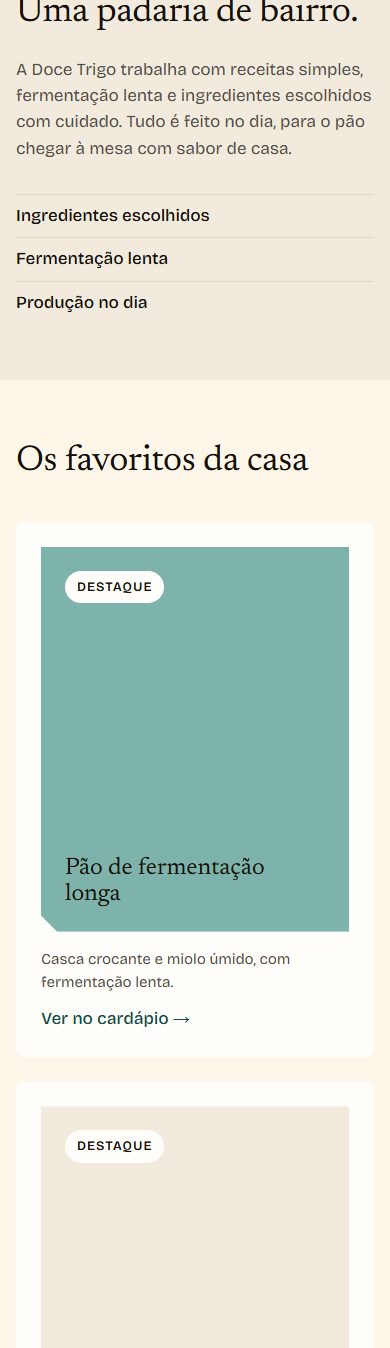 Uma padaria de bairro.
A Doce Trigo trabalha com receitas simples,
fermentação lenta e ingredientes escolhidos
com cuidado. Tudo é feito no dia, para o pão
chegar à mesa com sabor de casa.
Ingredientes escolhidos
Fermentação lenta
Produção no dia
Os favoritos da casa
DESTAQUE
Pão de fermentação
longa
Casca crocante e miolo úmido, com
fermentação lenta.
Ver no cardápio →
DESTAQUE